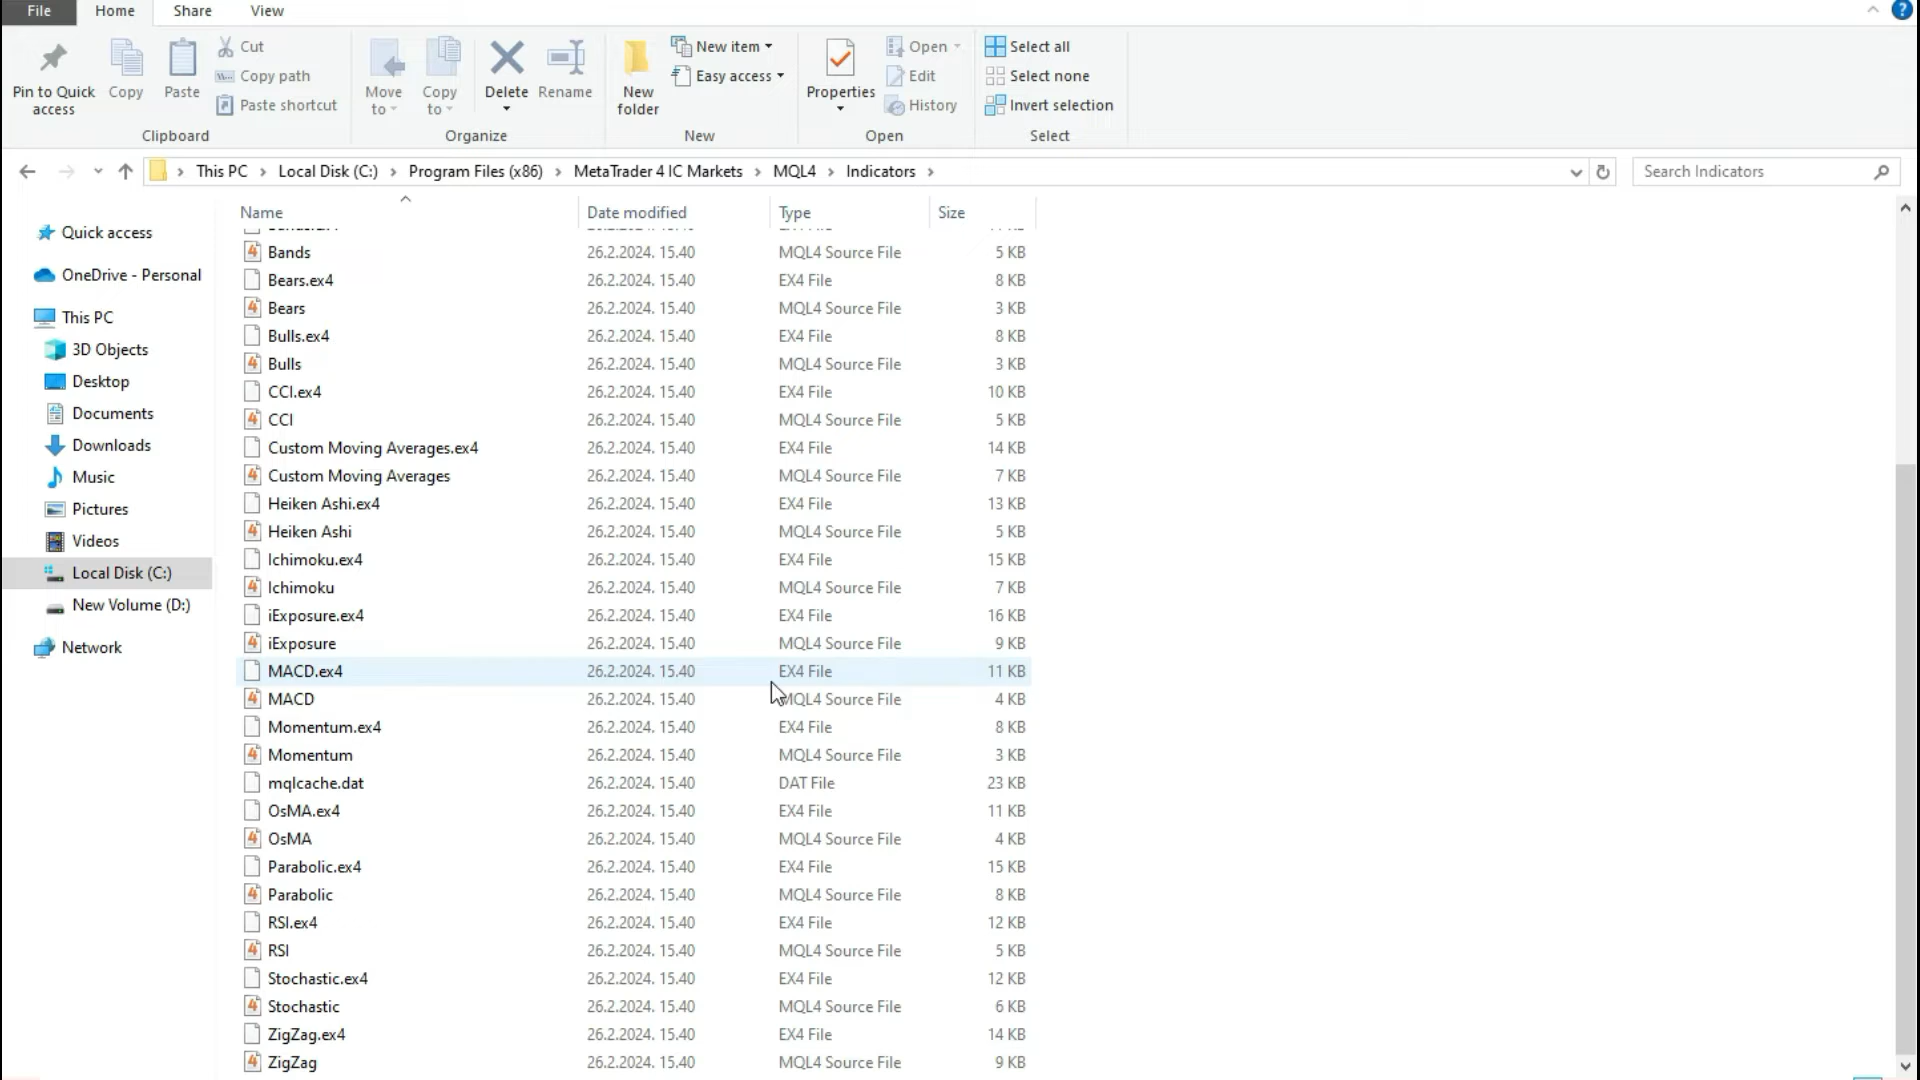 File Home Share View
Pin to Quick access
Copy
Paste
Cut
Copy path
Paste shortcut
Clipboard
Move to
Copy to
Delete
Rename
Organize
New folder
New item
Easy access
New
Properties
Open
Edit
History
Open
Select all
Select none
Invert selection
Select
This PC > Local Disk (C:) > Program Files (x86) > MetaTrader 4 IC Markets > MQL4 > Indicators >
Search Indicators
Quick access
OneDrive - Personal
This PC
3D Objects
Desktop
Documents
Downloads
Music
Pictures
Videos
Local Disk (C:)
New Volume (D:)
Network
Name Date modified Type Size
Bands 26.2.2024. 15.40 MQL4 Source File 5 KB
Bears.ex4 26.2.2024. 15.40 EX4 File 8 KB
Bears 26.2.2024. 15.40 MQL4 Source File 3 KB
Bulls.ex4 26.2.2024. 15.40 EX4 File 8 KB
Bulls 26.2.2024. 15.40 MQL4 Source File 3 KB
CCI.ex4 26.2.2024. 15.40 EX4 File 10 KB
CCI 26.2.2024. 15.40 MQL4 Source File 5 KB
Custom Moving Averages.ex4 26.2.2024. 15.40 EX4 File 14 KB
Custom Moving Averages 26.2.2024. 15.40 MQL4 Source File 7 KB
Heiken Ashi.ex4 26.2.2024. 15.40 EX4 File 13 KB
Heiken Ashi 26.2.2024. 15.40 MQL4 Source File 5 KB
Ichimoku.ex4 26.2.2024. 15.40 EX4 File 15 KB
Ichimoku 26.2.2024. 15.40 MQL4 Source File 7 KB
iExposure.ex4 26.2.2024. 15.40 EX4 File 16 KB
iExposure 26.2.2024. 15.40 MQL4 Source File 9 KB
MACD.ex4 26.2.2024. 15.40 EX4 File 11 KB
MACD 26.2.2024. 15.40 MQL4 Source File 4 KB
Momentum.ex4 26.2.2024. 15.40 EX4 File 8 KB
Momentum 26.2.2024. 15.40 MQL4 Source File 3 KB
mqlcache.dat 26.2.2024. 15.40 DAT File 23 KB
OsMA.ex4 26.2.2024. 15.40 EX4 File 11 KB
OsMA 26.2.2024. 15.40 MQL4 Source File 4 KB
Parabolic.ex4 26.2.2024. 15.40 EX4 File 15 KB
Parabolic 26.2.2024. 15.40 MQL4 Source File 8 KB
RSI.ex4 26.2.2024. 15.40 EX4 File 12 KB
RSI 26.2.2024. 15.40 MQL4 Source File 5 KB
Stochastic.ex4 26.2.2024. 15.40 EX4 File 12 KB
Stochastic 26.2.2024. 15.40 MQL4 Source File 6 KB
ZigZag.ex4 26.2.2024. 15.40 EX4 File 14 KB
ZigZag 26.2.2024. 15.40 MQL4 Source File 9 KB